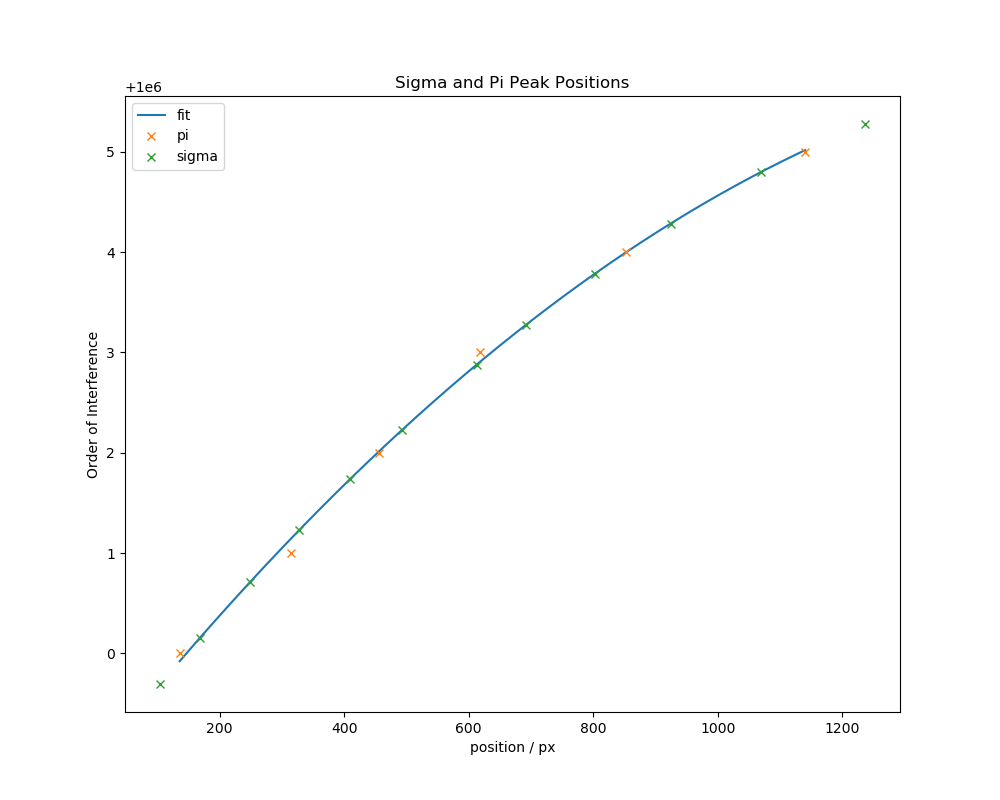 Sigma and Pi Peak Positions
+1e6
fit
pi
sigma
5
4
3
2
1
0
Order of Interference
200 400 600 800 1000 1200
position / px